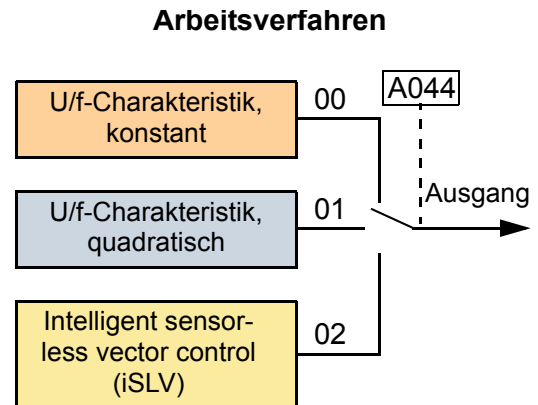 Arbeitsverfahren
U/f-Charakteristik,
konstant
00
A044
U/f-Charakteristik,
quadratisch
01
Ausgang
Intelligent sensor-
less vector control
(iSLV)
02